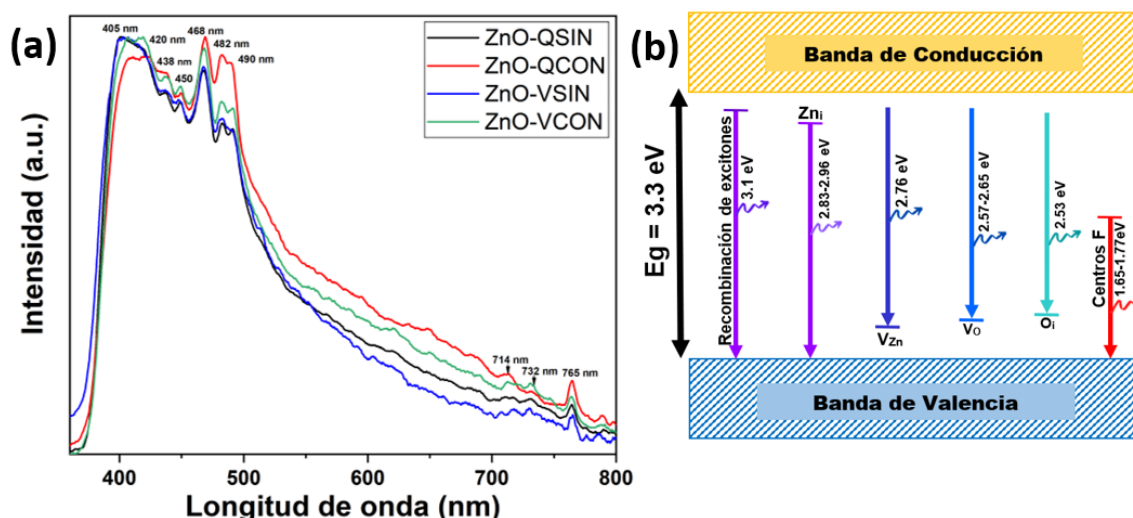 (a)
405 nm
420 nm
438 nm
450
468 nm
482 nm
490 nm
ZnO-QSIN
ZnO-QCON
ZnO-VSIN
ZnO-VCON
714 nm
732 nm
765 nm
Intensidad (a.u.)
400
500
600
700
800
Longitud de onda (nm)
(b)
Banda de Conducción
Eg = 3.3 eV
Recombinación de excitones
3.1 eV
Zni
2.83-2.96 eV
2.76 eV
VZn
2.57-2.65 eV
VO
2.53 eV
Oi
Centros F
1.65-1.77eV
Banda de Valencia